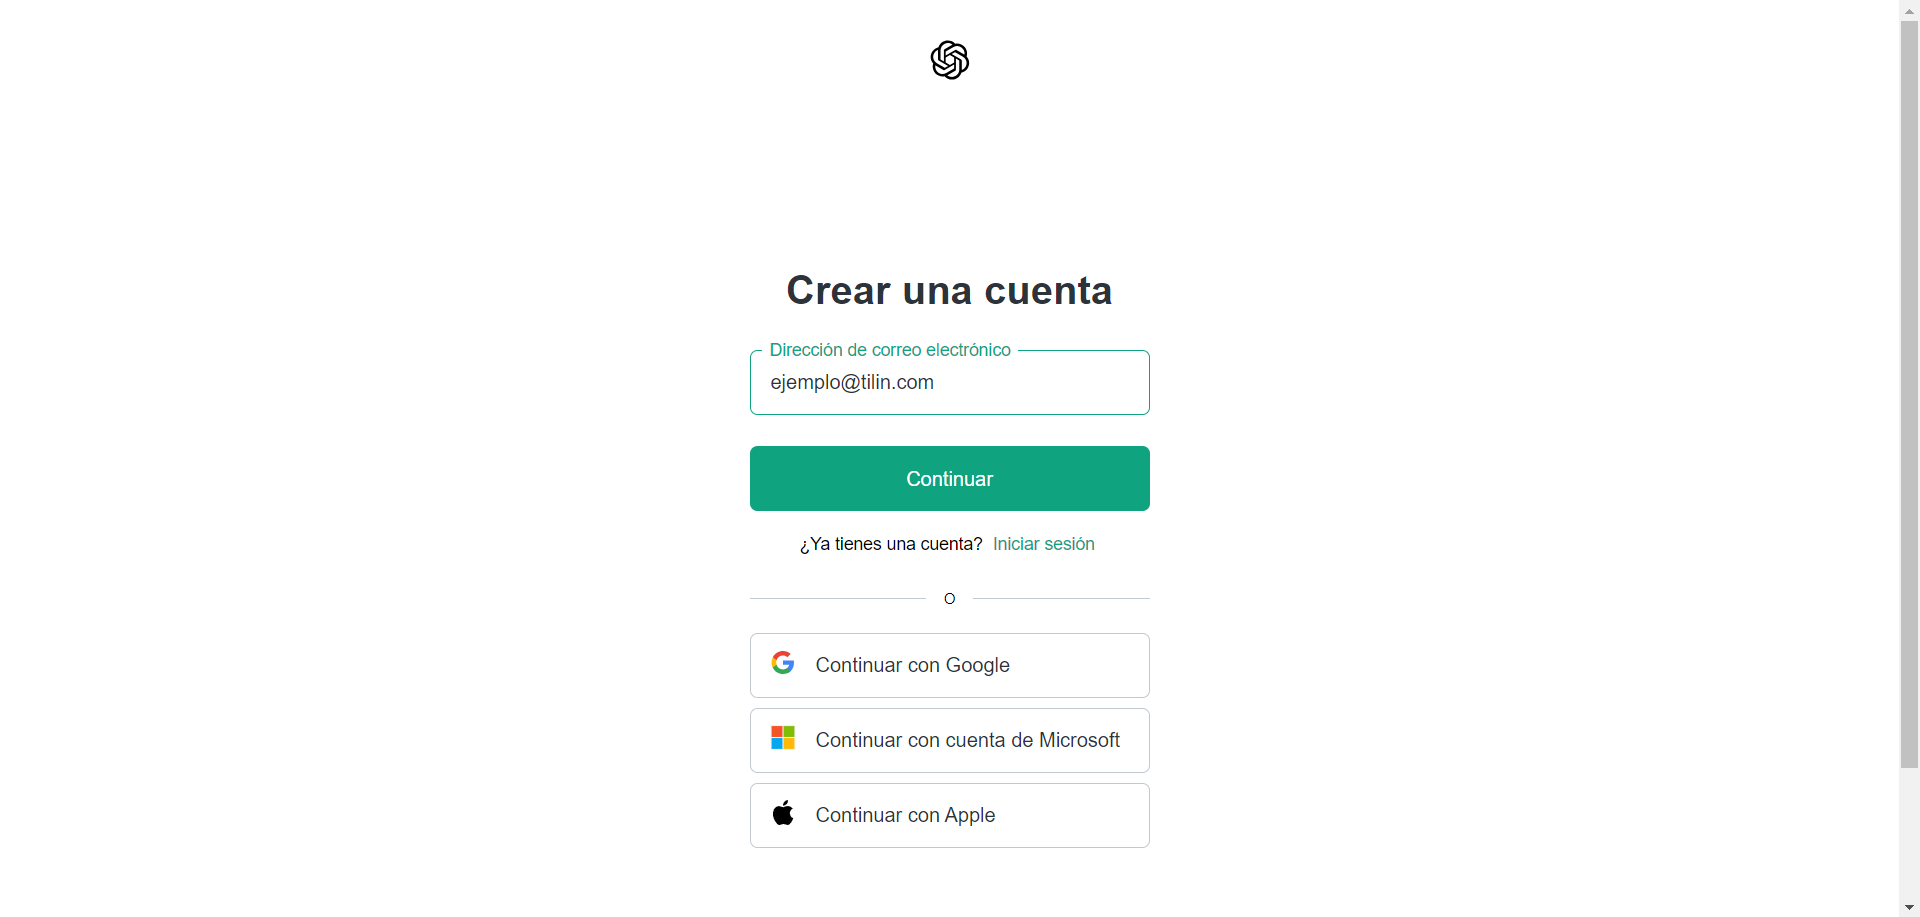 Crear una cuenta
Dirección de correo electrónico
ejemplo@tilin.com
Continuar
¿Ya tienes una cuenta? Iniciar sesión
O
Continuar con Google
Continuar con cuenta de Microsoft
Continuar con Apple